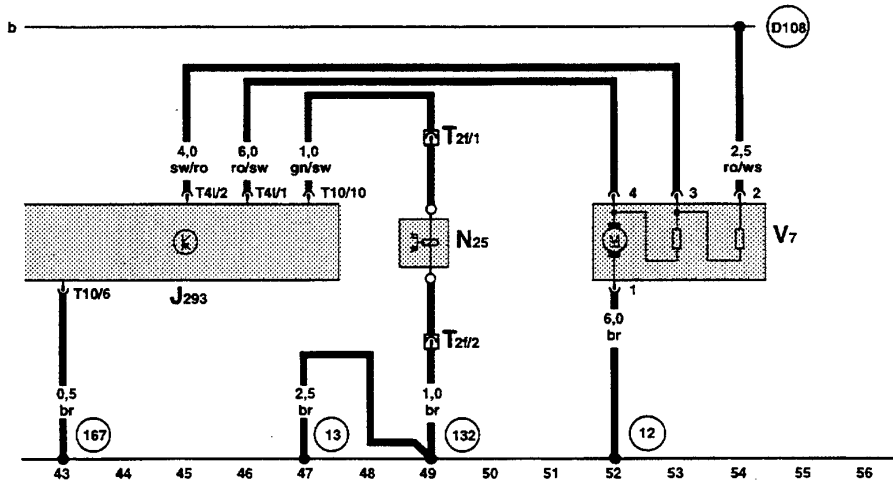 b
D108
T2f/1
4,0 6,0 1,0 2,5
sw/ro ro/sw gn/sw ro/ws
T4l/2 T4l/1 T10/10 4 3 2
N25 V7
T10/6 J293 1
T2f/2
6,0
br
0,5 2,5 1,0
br br br
167 13 132 12
43 44 45 46 47 48 49 50 51 52 53 54 55 56